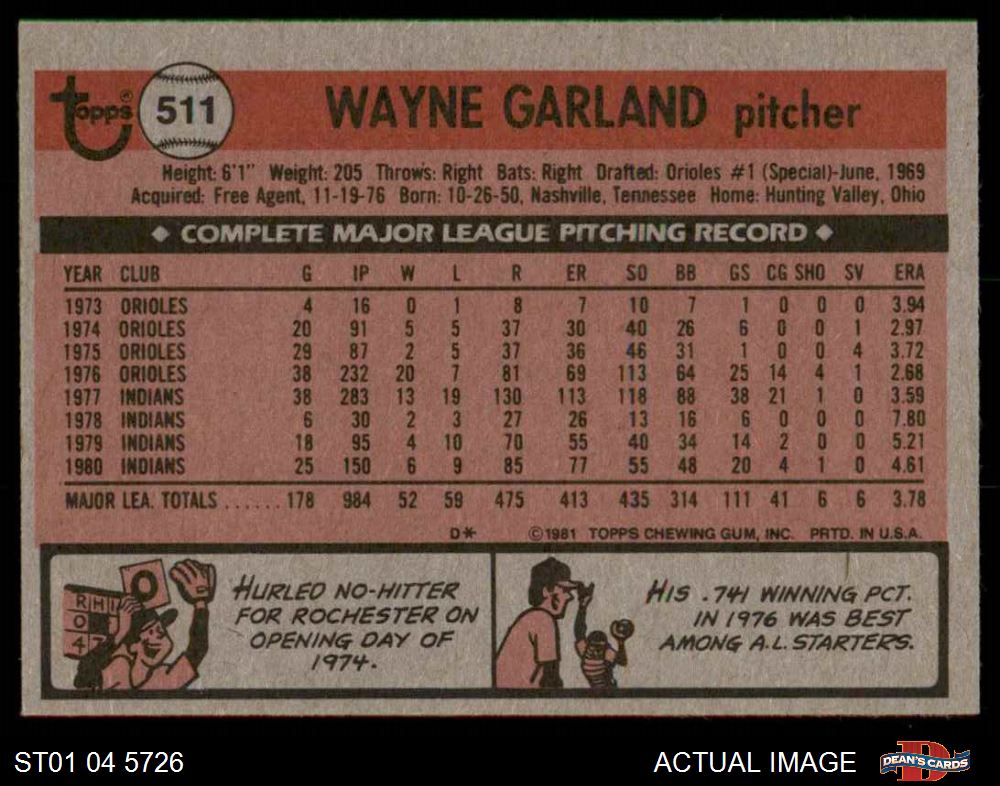 topps® 511 WAYNE GARLAND pitcher
Height: 6'1" Weight: 205 Throws: Right Bats: Right Drafted: Orioles #1 (Special)-June, 1969
Acquired: Free Agent, 11-19-76 Born: 10-26-50, Nashville, Tennessee Home: Hunting Valley, Ohio
◆ COMPLETE MAJOR LEAGUE PITCHING RECORD ◆
YEAR CLUB G IP W L R ER SO BB GS CG SHO SV ERA
1973 ORIOLES 4 16 0 1 8 7 10 7 1 0 0 0 3.94
1974 ORIOLES 20 91 5 5 37 30 40 26 6 0 0 1 2.97
1975 ORIOLES 29 87 2 5 37 36 46 31 1 0 0 4 3.72
1976 ORIOLES 38 232 20 7 81 69 113 64 25 14 4 1 2.68
1977 INDIANS 38 283 13 19 130 113 118 88 38 21 1 0 3.59
1978 INDIANS 6 30 2 3 27 26 13 16 6 0 0 0 7.80
1979 INDIANS 18 95 4 10 70 55 40 34 14 2 0 0 5.21
1980 INDIANS 25 150 6 9 85 77 55 48 20 4 1 0 4.61
MAJOR LEA. TOTALS ...... 178 984 52 59 475 413 435 314 111 41 6 6 3.78
D* ©1981 TOPPS CHEWING GUM, INC. PRTD. IN U.S.A.
RHE
0
0
47
HURLED NO-HITTER
FOR ROCHESTER ON
OPENING DAY OF
1974.
HIS .741 WINNING PCT.
IN 1976 WAS BEST
AMONG A.L. STARTERS.
ST01 04 5726 ACTUAL IMAGE D DEAN'S CARDS